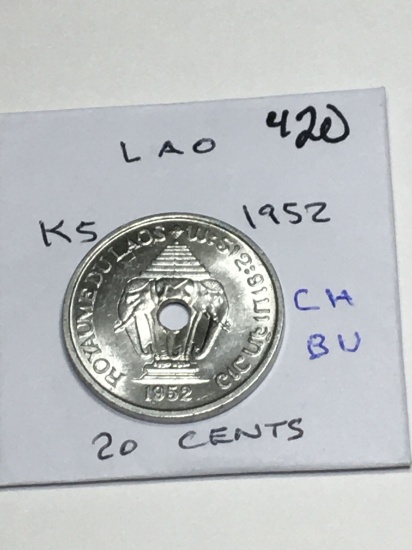 420
LAO
K5
1952
ROYAUME DU LAOS
1952
CH
BU
20 CENTS